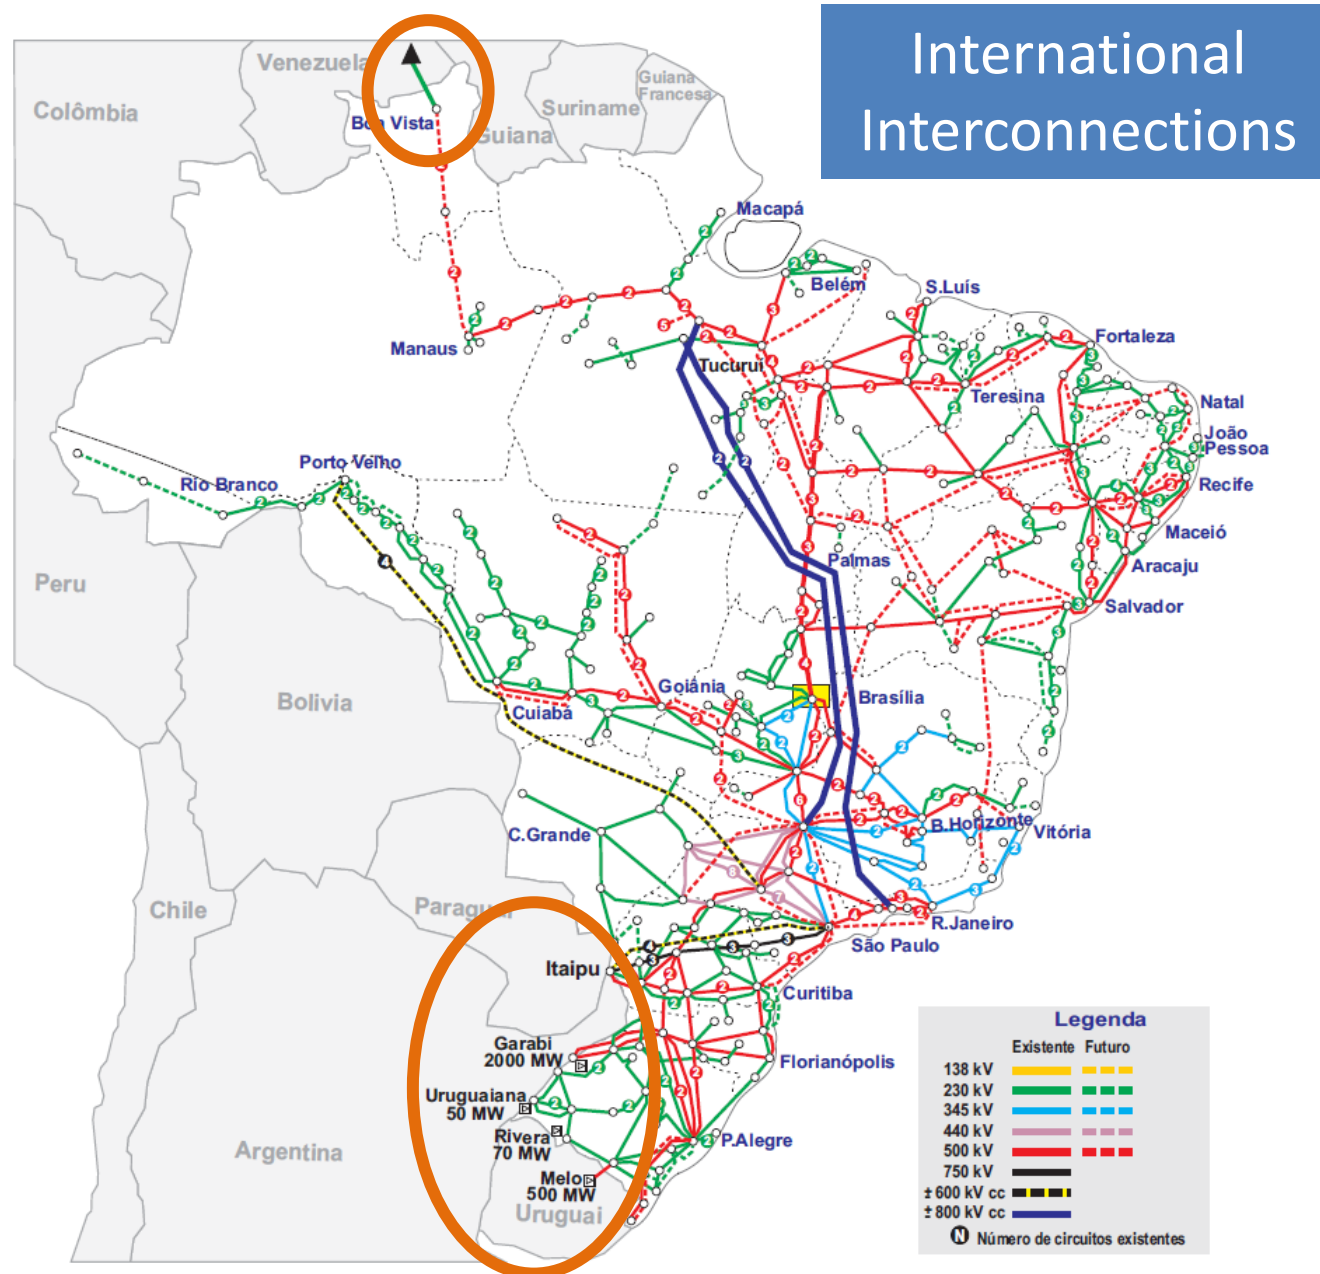 International
Interconnections
Venezuela
Guiana
Francesa
Colômbia
Suriname
Boa Vista
Guiana
Macapá
Belém
S.Luís
Manaus
Fortaleza
Tucuruí
Teresina
Natal
João
Pessoa
Porto Velho
Rio Branco
Recife
Maceió
Palmas
Aracaju
Peru
Salvador
Goiânia
Brasília
Bolivia
Cuiabá
C.Grande
B.Horizonte
Vitória
Chile
Paraguai
R.Janeiro
São Paulo
Itaipu
Curitiba
Garabi
2000 MW
Florianópolis
Uruguaiana
50 MW
Rivera
70 MW
P.Alegre
Argentina
Melo
500 MW
Uruguai
Legenda
Existente Futuro
138 kV
230 kV
345 kV
440 kV
500 kV
750 kV
±600 kV cc
±800 kV cc
N Número de circuitos existentes